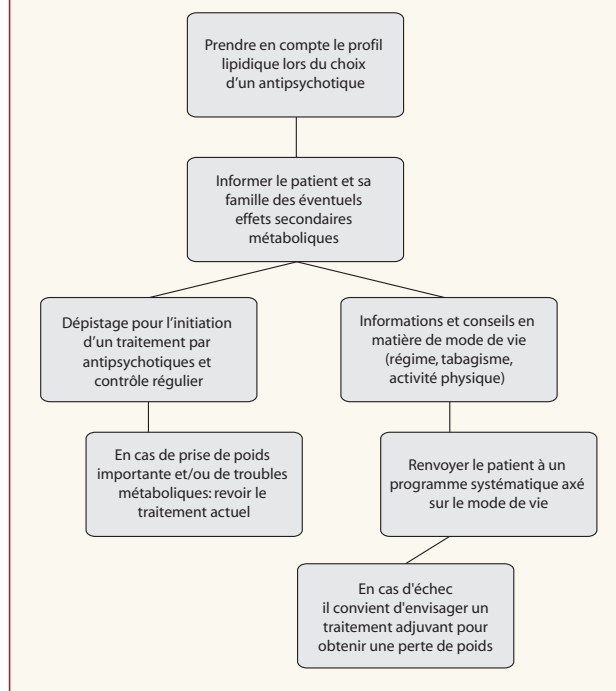 Prendre en compte le profil
lipidique lors du choix
d'un antipsychotique
Informer le patient et sa
famille des éventuels
effets secondaires
métaboliques
Dépistage pour l'initiation
d'un traitement par
antipsychotiques et
contrôle régulier
Informations et conseils en
matière de mode de vie
(régime, tabagisme,
activité physique)
En cas de prise de poids
importante et/ou de troubles
métaboliques: revoir le
traitement actuel
Renvoyer le patient à un
programme systématique axé
sur le mode de vie
En cas d'échec
il convient d'envisager un
traitement adjuvant pour
obtenir une perte de poids